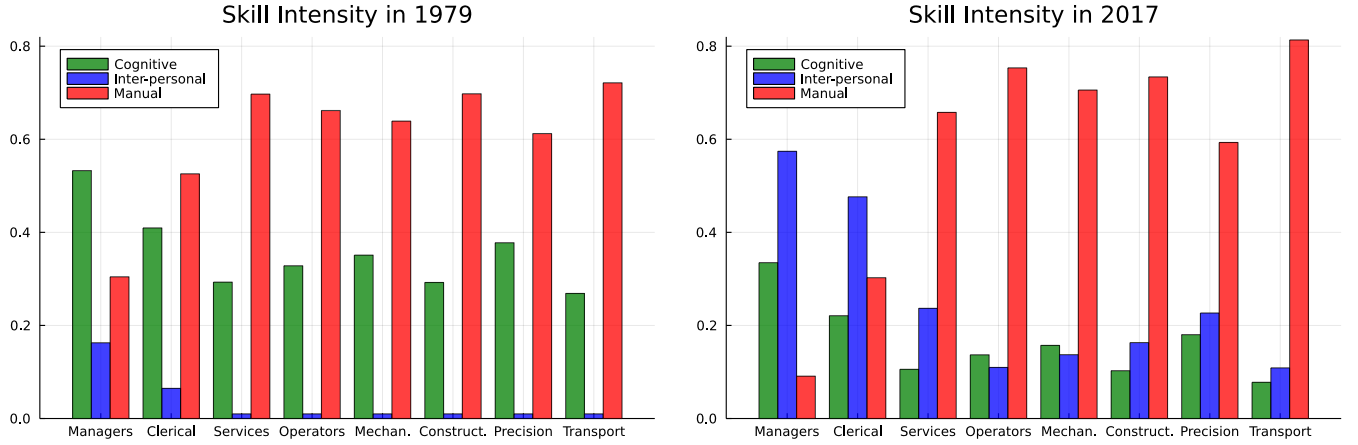 Skill Intensity in 1979
0.8
0.6
0.4
0.2
0.0
Cognitive
Inter-personal
Manual
Managers Clerical Services Operators Mechan. Construct. Precision Transport
Skill Intensity in 2017
0.8
0.6
0.4
0.2
0.0
Cognitive
Inter-personal
Manual
Managers Clerical Services Operators Mechan. Construct. Precision Transport